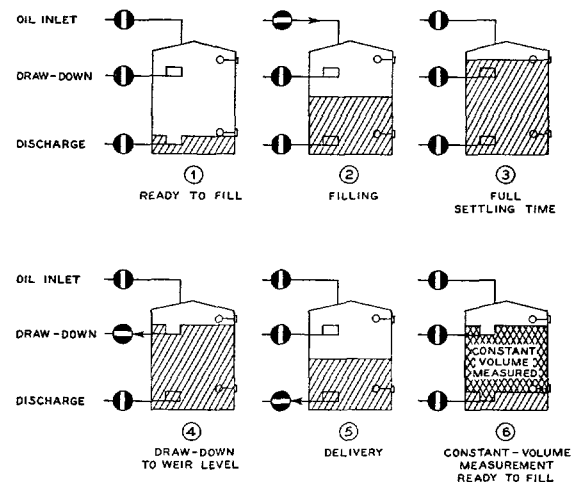 OIL INLET
DRAW-DOWN
DISCHARGE
1
READY TO FILL
2
FILLING
3
FULL
SETTLING TIME
OIL INLET
DRAW-DOWN
DISCHARGE
4
DRAW-DOWN
TO WEIR LEVEL
5
DELIVERY
CONSTANT
VOLUME
MEASURED
6
CONSTANT-VOLUME
MEASUREMENT
READY TO FILL